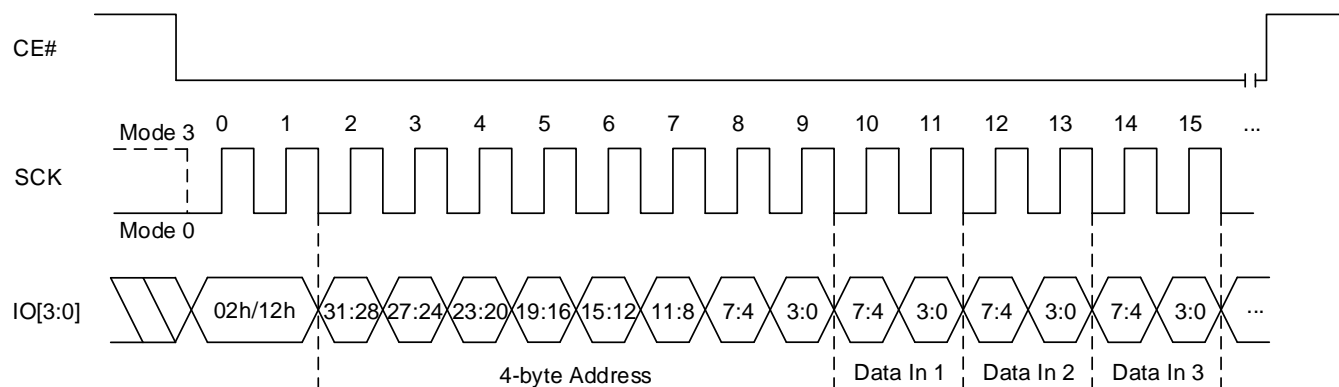 CE#
0 1 2 3 4 5 6 7 8 9 10 11 12 13 14 15 ...
Mode 3
SCK
Mode 0
IO[3:0] 02h/12h 31:28 27:24 23:20 19:16 15:12 11:8 7:4 3:0 7:4 3:0 7:4 3:0 7:4 3:0 ...
4-byte Address Data In 1 Data In 2 Data In 3